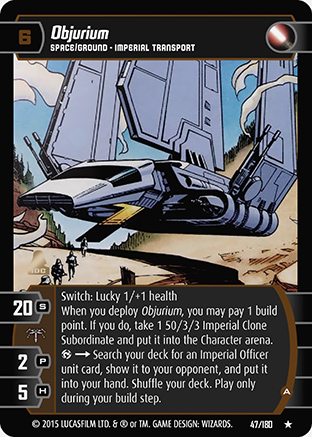 6
Objurium
SPACE/GROUND - IMPERIAL TRANSPORT
20 S
2 P
5 H
Switch: Lucky 1/+1 health
When you deploy Objurium, you may pay 1 build
point. If you do, take 1 50/3/3 Imperial Clone
Subordinate and put it into the Character arena.
→ Search your deck for an Imperial Officer
unit card, show it to your opponent, and put it
into your hand. Shuffle your deck. Play only
during your build step.
A
© 2015 LUCASFILM LTD. & ® or TM. GAME DESIGN: WIZARDS.
47/180 ★